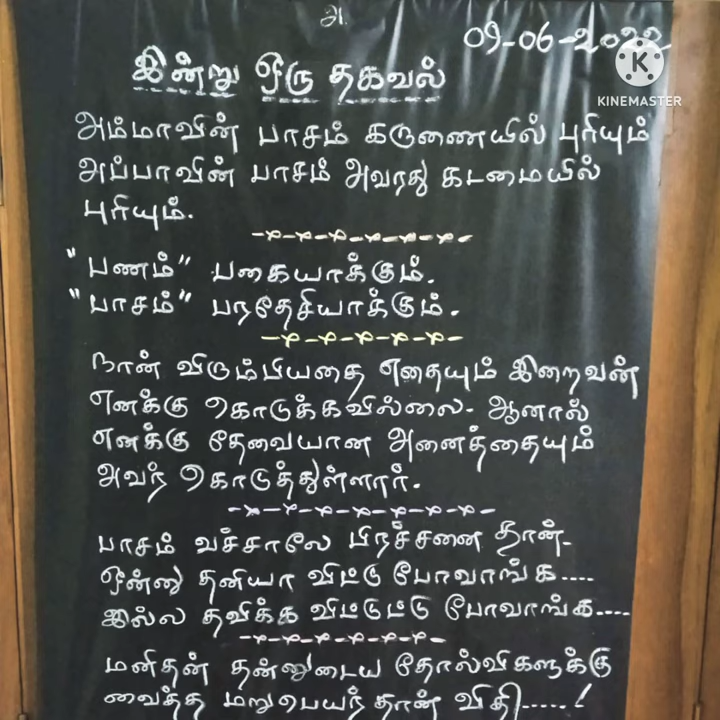 அ.
09-06-2022
KINEMASTER
இன்று ஒரு தகவல்
அம்மாவின் பாசம் கருணையில் புரியும்
அப்பாவின் பாசம் அவரது கடமையில்
புரியும்.
"பணம்" பகையாக்கும்.
"பாசம்" பரதேசியாக்கும்.
நான் விரும்பியதை எதையும் இறைவன்
எனக்கு கொடுக்கவில்லை- ஆனால்
எனக்கு தேவையான அனைத்தையும்
அவர் கொடுத்துள்ளார்.
பாசம் வச்சாலே பிரச்சனை தான்-
ஒன்னு தனியா விட்டு போவாங்க....
இல்ல தவிக்க விட்டுட்டு போவாங்க....
மனிதன் தன்னுடைய தோல்விகளுக்கு
வைத்த மறுபெயர் தான் விதி.....!